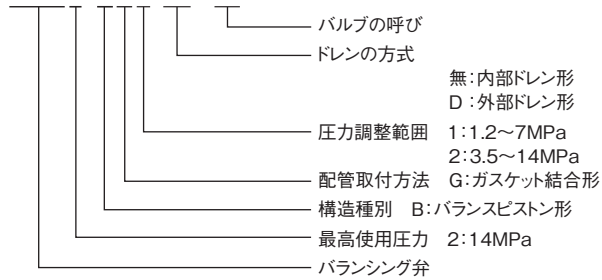 バルブの呼び
ドレンの方式
無：内部ドレン形
D：外部ドレン形
圧力調整範囲 1：1.2～7MPa
2：3.5～14MPa
配管取付方法 G：ガスケット結合形
構造種別 B：バランスピストン形
最高使用圧力 2：14MPa
バランシング弁